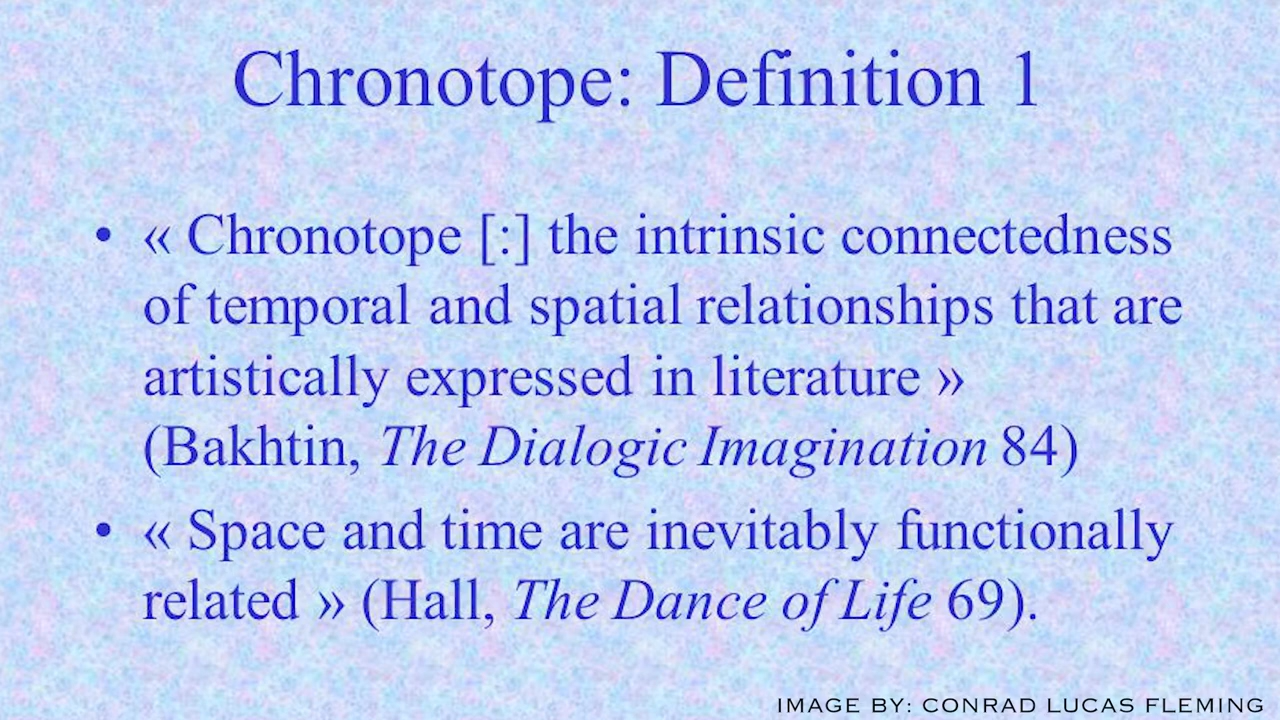 Chronotope: Definition 1
• « Chronotope [:] the intrinsic connectedness
of temporal and spatial relationships that are
artistically expressed in literature »
(Bakhtin, The Dialogic Imagination 84)
• « Space and time are inevitably functionally
related » (Hall, The Dance of Life 69).
IMAGE BY: CONRAD LUCAS FLEMING